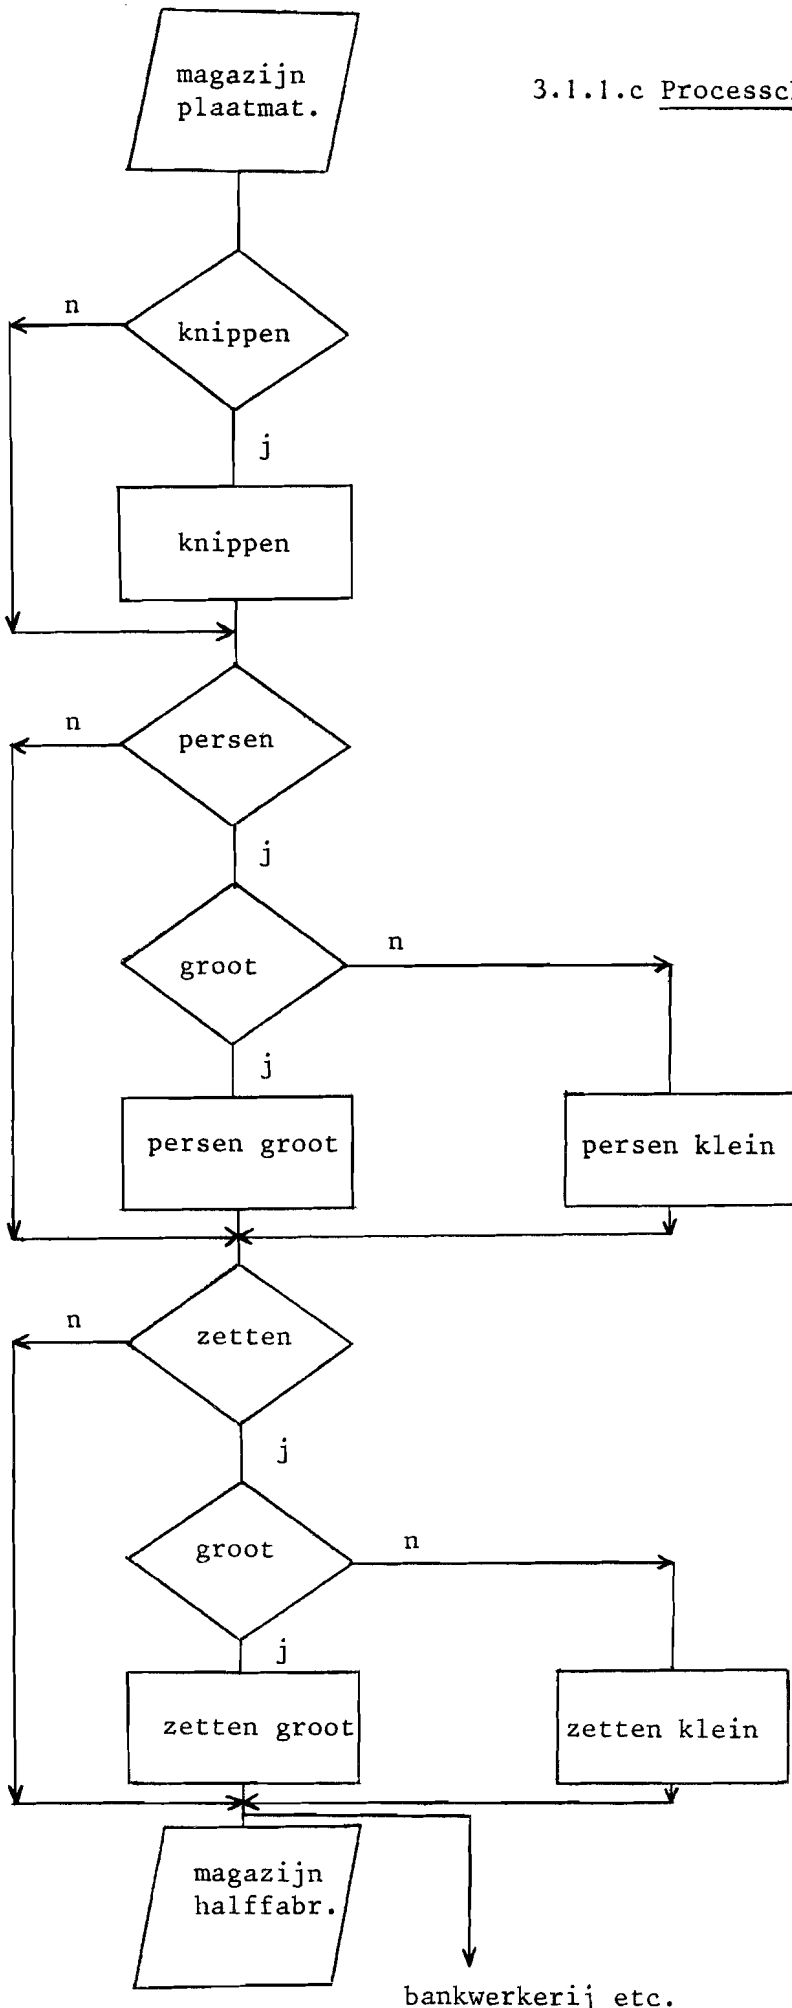 magazijn
plaatmat.
3.1.1.c
n
knippen
j
knippen
n
persen
j
groot
n
j
persen groot
persen klein
n
zetten
j
groot
n
j
zetten groot
zetten klein
magazijn
halffabr.
bankwerkerij etc.